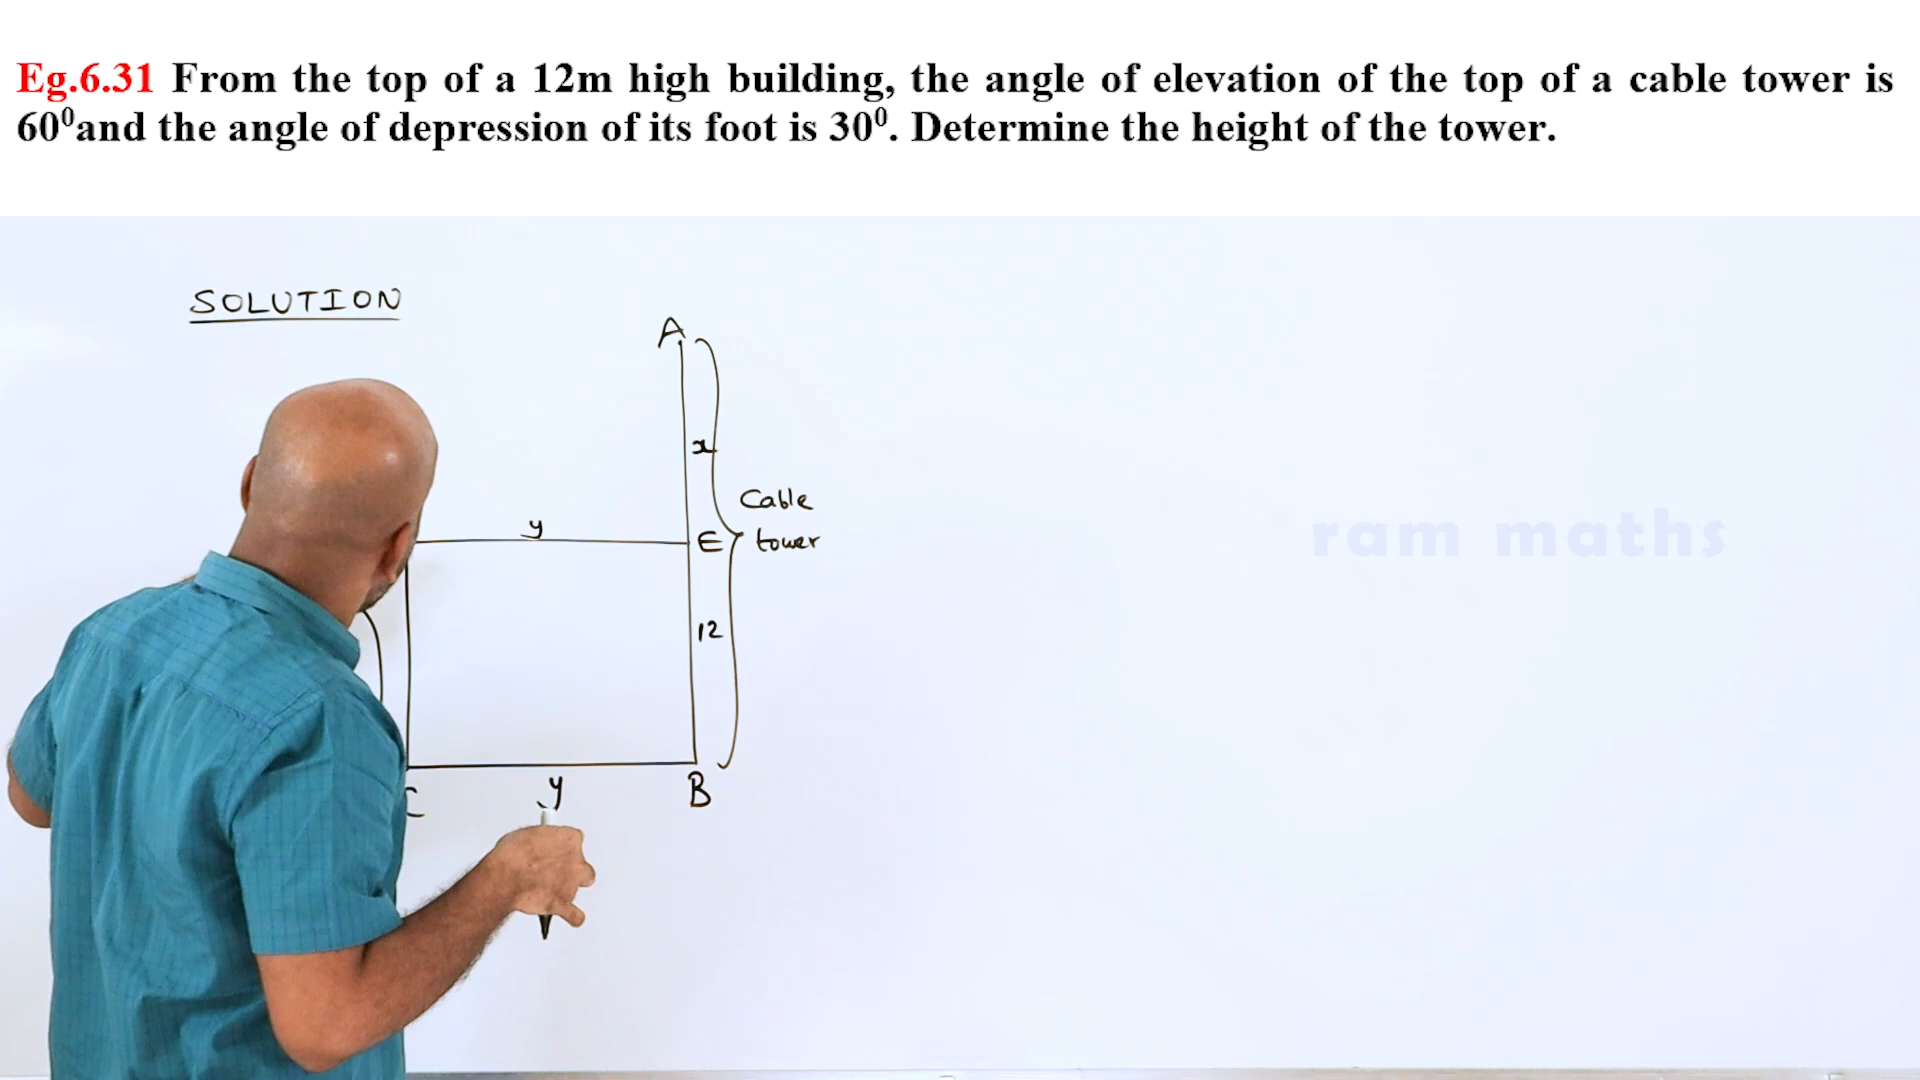 Eg.6.31 From the top of a 12m high building, the angle of elevation of the top of a cable tower is
60⁰and the angle of depression of its foot is 30⁰. Determine the height of the tower.
SOLUTION
A
x
Cable
y
E
tower
ram maths
12
C
y
B